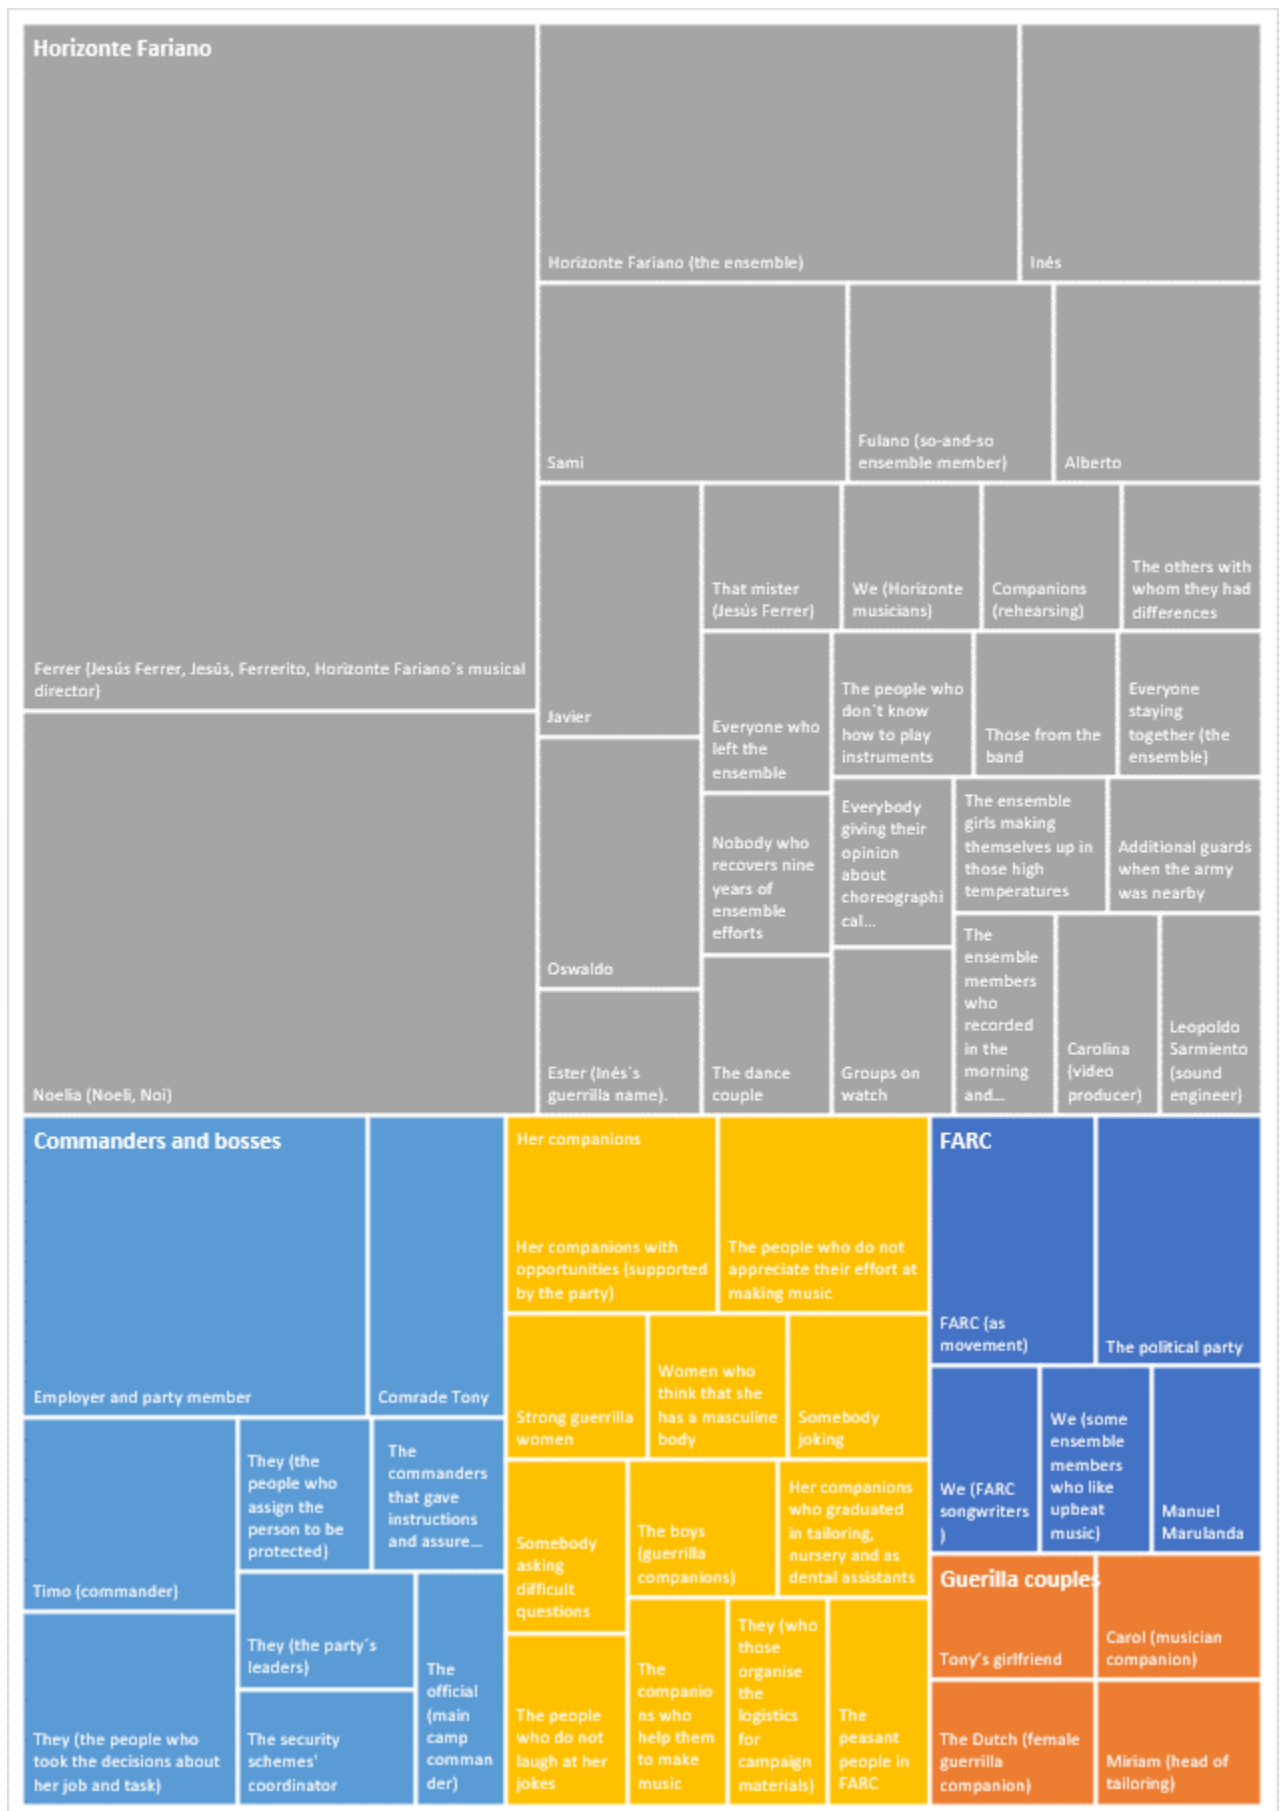 Horizonte Fariano
Ferrer (Jesús Ferrer, Jesús, Ferrerito, Horizonte Fariano´s musical
director)
Noelia (Noeli, Noi)
Horizonte Fariano (the ensemble)
Inés
Sami
Fulano (so-and-so
ensemble member)
Alberto
Javier
Oswaldo
Ester (Inés´s
guerrilla name).
That mister
(Jesús Ferrer)
We (Horizonte
musicians)
Companions
(rehearsing)
The others with
whom they had
differences
Everyone who
left the
ensemble
The people who
don´t know
how to play
instruments
Those from the
band
Everyone
staying
together (the
ensemble)
Nobody who
recovers nine
years of
ensemble
efforts
Everybody
giving their
opinion
about
choreographi
cal...
The ensemble
girls making
themselves up in
those high
temperatures
Additional guards
when the army
was nearby
The dance
couple
Groups on
watch
The
ensemble
members
who
recorded
in the
morning
and...
Carolina
(video
producer)
Leopoldo
Sarmiento
(sound
engineer)
Commanders and bosses
Employer and party member
Comrade Tony
Timo (commander)
They (the
people who
assign the
person to be
protected)
The
commanders
that gave
instructions
and assure...
They (the people who
took the decisions about
her job and task)
They (the party´s
leaders)
The security
schemes'
coordinator
The
official
(main
camp
comman
der)
Her companions
Her companions with
opportunities (supported
by the party)
The people who do not
appreciate their effort at
making music
Strong guerrilla
women
Women who
think that she
has a masculine
body
Somebody
joking
Somebody
asking
difficult
questions
The boys
(guerrilla
companions)
Her companions
who graduated
in tailoring,
nursery and as
dental assistants
The people
who do not
laugh at her
jokes
The
companio
ns who
help them
to make
music
They (who
those
organise
the
logistics
for
campaign
materials)
The
peasant
people in
FARC
FARC
FARC (as
movement)
The political party
We (FARC
songwriters
)
We (some
ensemble
members
who like
upbeat
music)
Manuel
Marulanda
Guerilla couples
Tony's girlfriend
Carol (musician
companion)
The Dutch (female
guerrilla
companion)
Miriam (head of
tailoring)